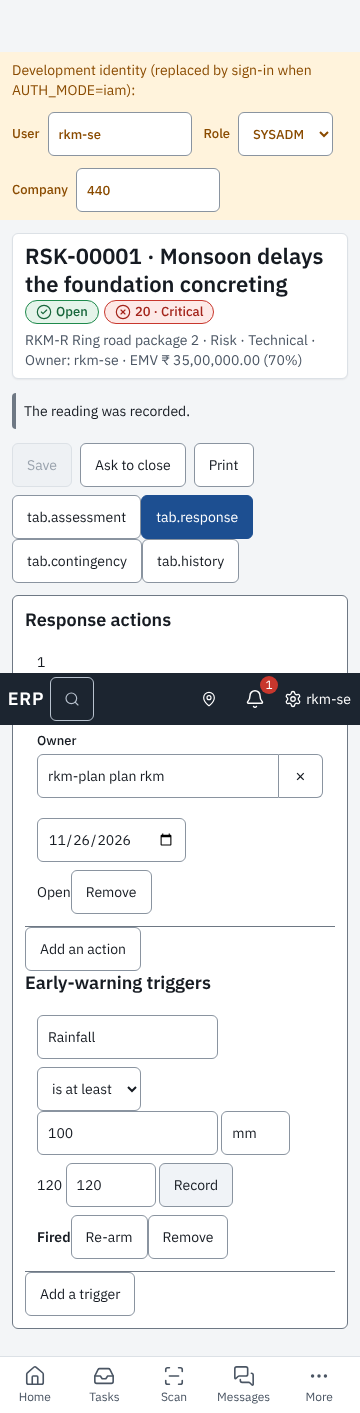 Development identity (replaced by sign-in when
AUTH_MODE=iam):
User rkm-se Role SYSADM
Company 440
RSK-00001 · Monsoon delays
the foundation concreting
Open 20 · Critical
RKM-R Ring road package 2 · Risk · Technical ·
Owner: rkm-se · EMV ₹ 35,00,000.00 (70%)
The reading was recorded.
Save Ask to close Print
tab.assessment tab.response
tab.contingency tab.history
Response actions
1
ERP 1 rkm-se
Owner
rkm-plan plan rkm ×
11/26/2026
Open Remove
Add an action
Early-warning triggers
Rainfall
is at least
100 mm
120 120 Record
Fired Re-arm Remove
Add a trigger
Home Tasks Scan Messages More